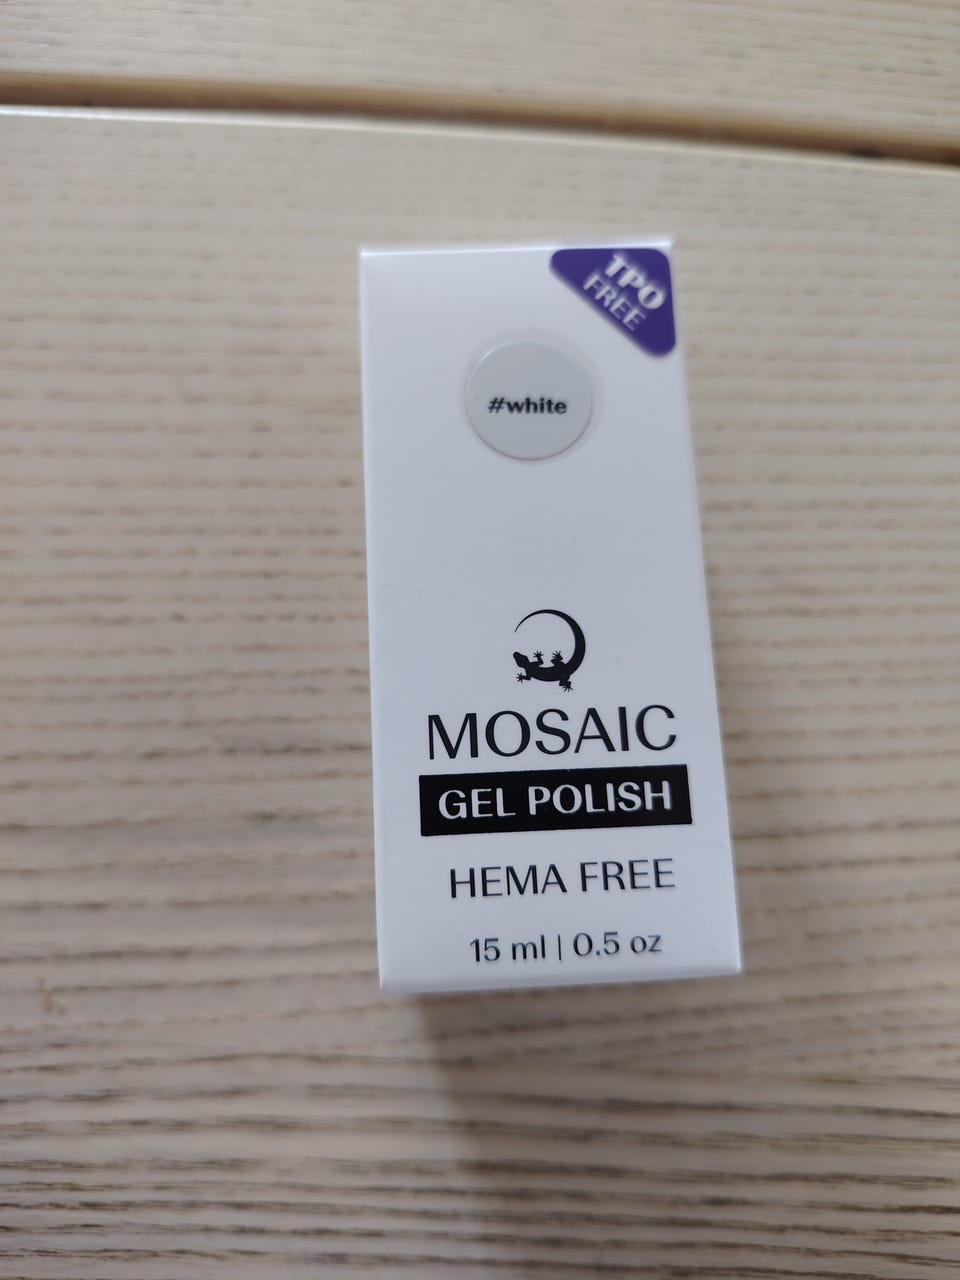 TPO
FREE
#white
MOSAIC
GEL POLISH
HEMA FREE
15 ml | 0.5 oz